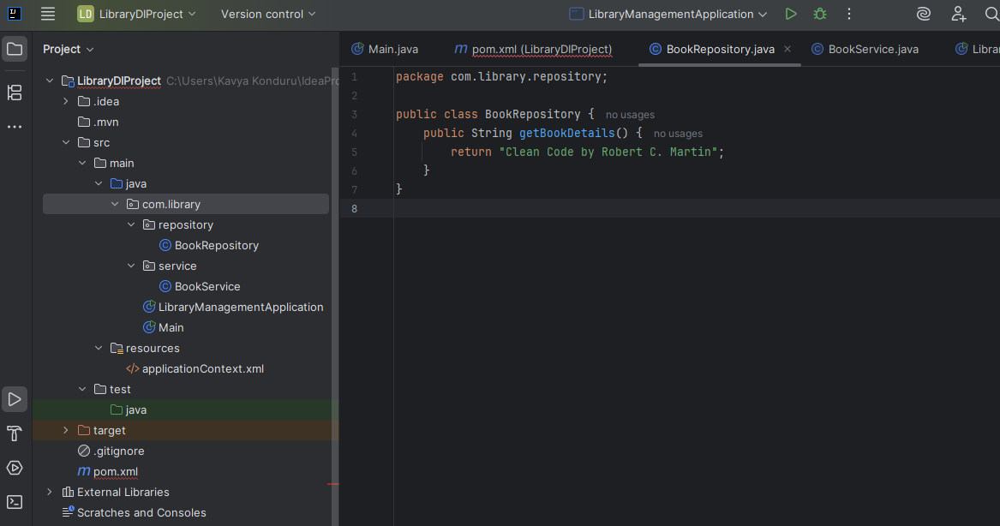 LD LibraryDIProject Version control LibraryManagementApplication
Project
Main.java pom.xml (LibraryDIProject) BookRepository.java BookService.java Librar
LibraryDIProject C:\Users\Kavya Konduru\IdeaPro
.idea
.mvn
src
main
java
com.library
repository
BookRepository
service
BookService
LibraryManagementApplication
Main
resources
applicationContext.xml
test
java
target
.gitignore
pom.xml
External Libraries
Scratches and Consoles
1 package com.library.repository;
2
3 public class BookRepository { no usages
4 public String getBookDetails() { no usages
5 return "Clean Code by Robert C. Martin";
6 }
7 }
8